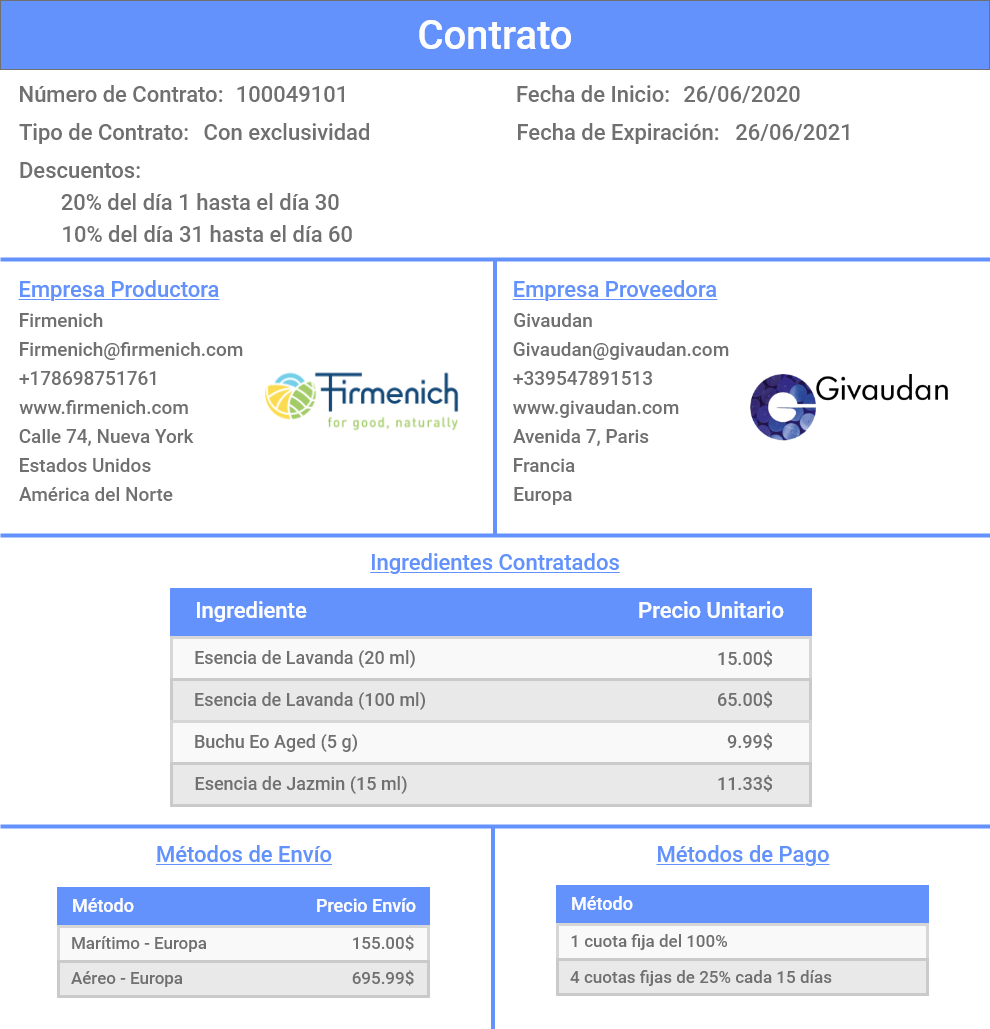 Contrato
Número de Contrato: 100049101
Fecha de Inicio: 26/06/2020
Tipo de Contrato: Con exclusividad
Fecha de Expiración: 26/06/2021
Descuentos:
20% del día 1 hasta el día 30
10% del día 31 hasta el día 60
Empresa Productora
Firmenich
Firmenich@firmenich.com
+178698751761
www.firmenich.com
Calle 74, Nueva York
Estados Unidos
América del Norte
Firmenich
for good, naturally
Empresa Proveedora
Givaudan
Givaudan@givaudan.com
+339547891513
www.givaudan.com
Avenida 7, Paris
Francia
Europa
Givaudan
Ingredientes Contratados
Ingrediente Precio Unitario
Esencia de Lavanda (20 ml) 15.00$
Esencia de Lavanda (100 ml) 65.00$
Buchu Eo Aged (5 g) 9.99$
Esencia de Jazmin (15 ml) 11.33$
Métodos de Envío
Método Precio Envío
Marítimo - Europa 155.00$
Aéreo - Europa 695.99$
Métodos de Pago
Método
1 cuota fija del 100%
4 cuotas fijas de 25% cada 15 días